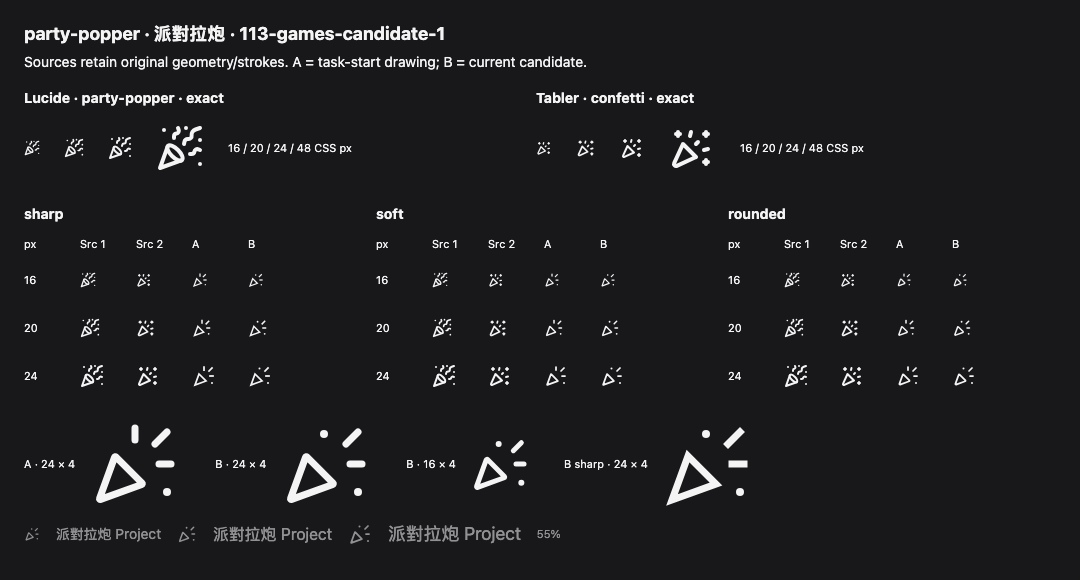 party-popper · 派對拉炮 · 113-games-candidate-1
Sources retain original geometry/strokes. A = task-start drawing; B = current candidate.
Lucide · party-popper · exact
Tabler · confetti · exact
16 / 20 / 24 / 48 CSS px
16 / 20 / 24 / 48 CSS px
sharp
soft
rounded
px Src 1 Src 2 A B
px Src 1 Src 2 A B
px Src 1 Src 2 A B
16
16
16
20
20
20
24
24
24
A · 24 × 4
B · 24 × 4
B · 16 × 4
B sharp · 24 × 4
派對拉炮 Project
派對拉炮 Project
派對拉炮 Project
55%